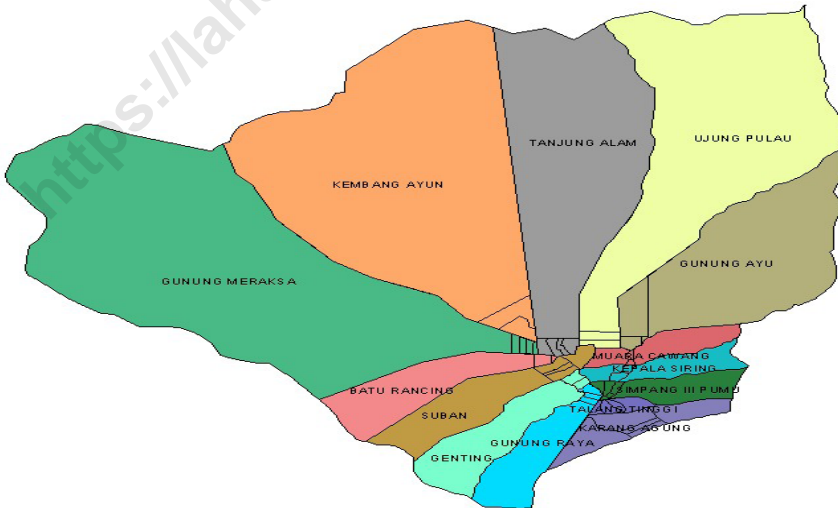 https://laha
TANJUNG ALAM
UJUNG PULAU
KEMBANG AYUN
GUNUNG AYU
GUNUNG MERAKSA
MUARA CAWANG
KEPALA SIRING
BATU RANCING
SIMPANG III PUMU
SUBAN
TALANG TINGGI
KARANG AGUNG
GUNUNG RAYA
GENTING